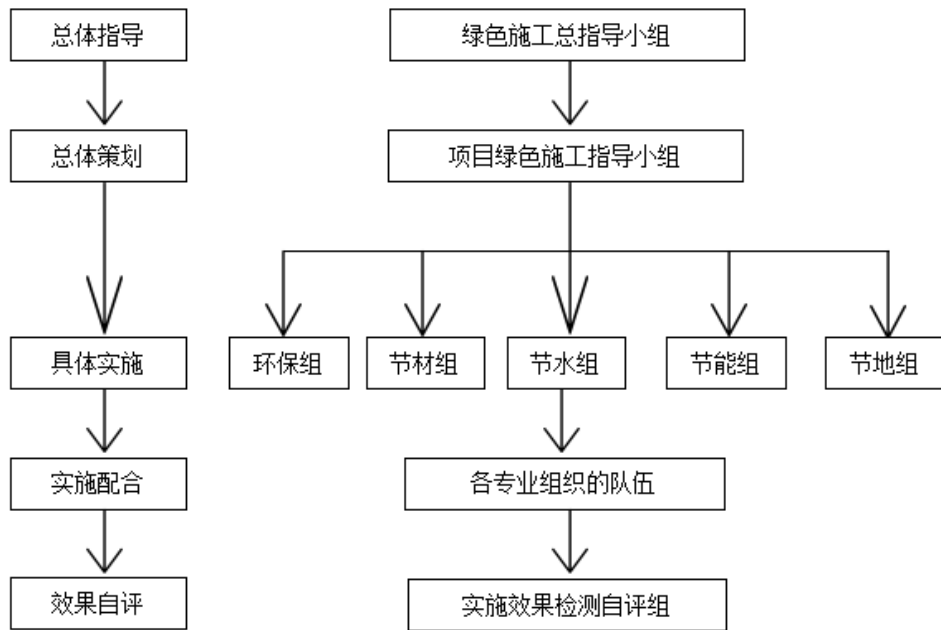 总体指导
绿色施工总指导小组
总体策划
项目绿色施工指导小组
具体实施
环保组
节材组
节水组
节能组
节地组
实施配合
各专业组织的队伍
效果自评
实施效果检测自评组